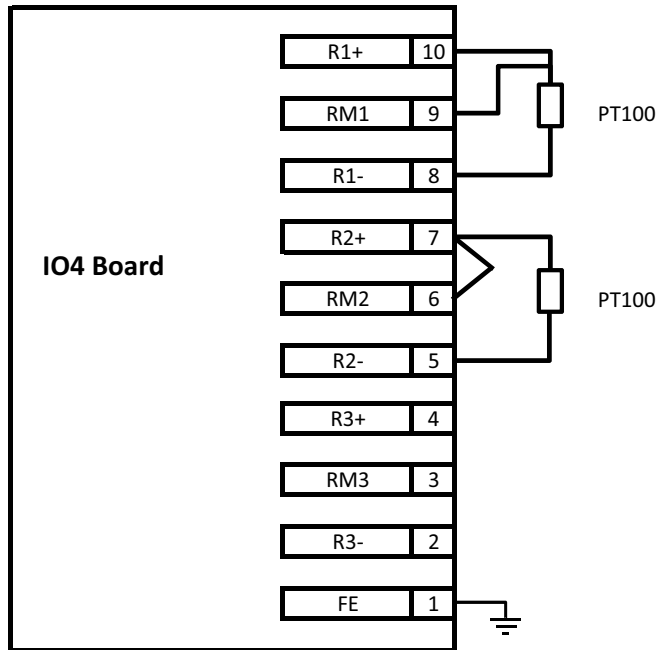 R1+ 10
RM1 9
PT100
R1- 8
R2+ 7
IO4 Board
RM2 6
PT100
R2- 5
R3+ 4
RM3 3
R3- 2
FE 1